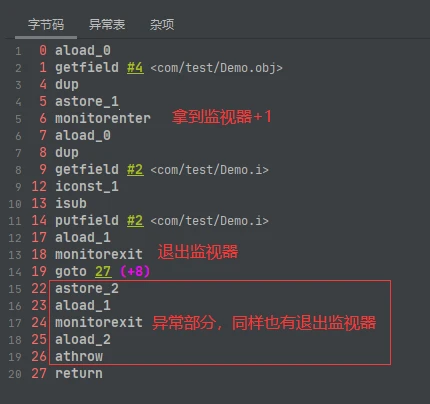 字节码 异常表 杂项
1 0 aload_0
2 1 getfield #4 <com/test/Demo.obj>
3 4 dup
4 5 astore_1
5 6 monitorenter 拿到监视器+1
6 7 aload_0
7 8 dup
8 9 getfield #2 <com/test/Demo.i>
9 12 iconst_1
10 13 isub
11 14 putfield #2 <com/test/Demo.i>
12 17 aload_1
13 18 monitorexit 退出监视器
14 19 goto 27 (+8)
15 22 astore_2
16 23 aload_1
17 24 monitorexit 异常部分，同样也有退出监视器
18 25 aload_2
19 26 athrow
20 27 return